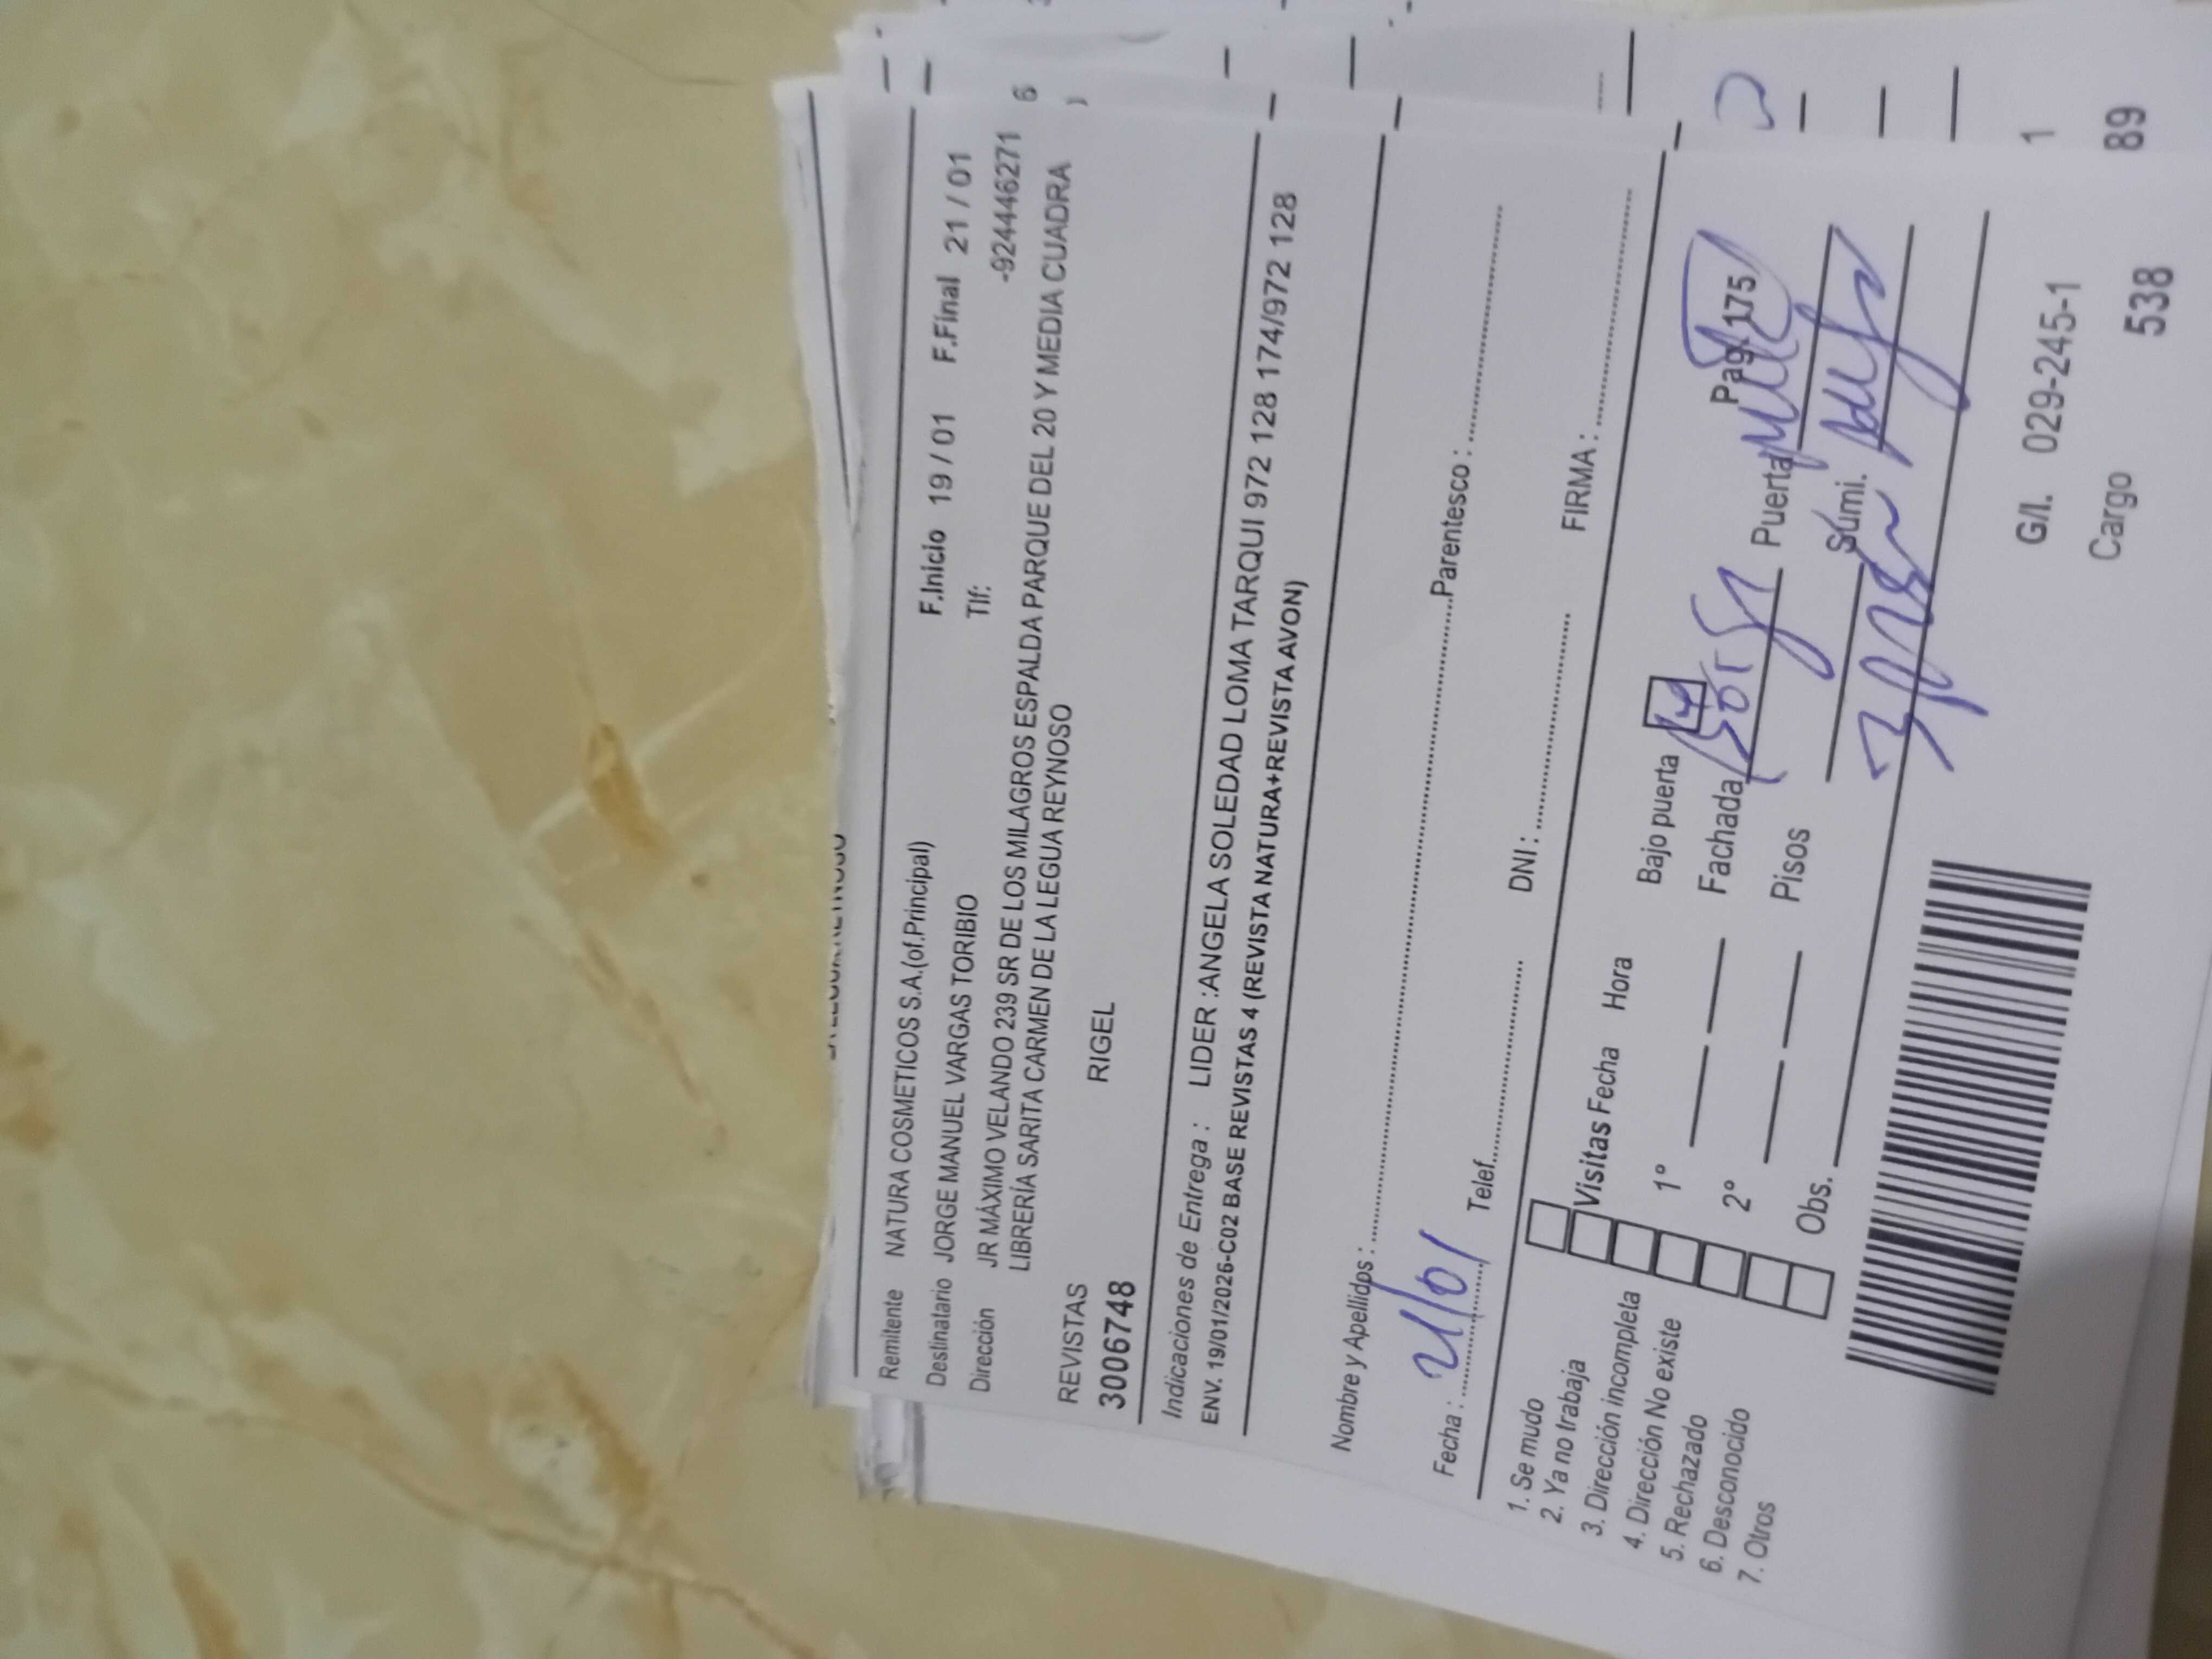 Remitente NATURA COSMETICOS S.A.(of.Principal) F.Inicio 19 / 01 F.Final 21 / 01
Destinatario JORGE MANUEL VARGAS TORIBIO Tlf: -924446271
Dirección JR MÁXIMO VELANDO 239 SR DE LOS MILAGROS ESPALDA PARQUE DEL 20 Y MEDIA CUADRA
LIBRERÍA SARITA CARMEN DE LA LEGUA REYNOSO
REVISTAS
3006748 RIGEL
Indicaciones de Entrega : LIDER :ANGELA SOLEDAD LOMA TARQUI 972 128 174/972 128
ENV. 19/01/2026-C02 BASE REVISTAS 4 (REVISTA NATURA+REVISTA AVON)
Nombre y Apellidos : Parentesco :
Fecha : 21/01 Telef. DNI : FIRMA :
1. Se mudo
2. Ya no trabaja
3. Dirección incompleta
4. Dirección No existe
5. Rechazado
6. Desconocido
7. Otros
Visitas Fecha Hora Bajo puerta
1° Fachada Puerta Pag. 175
2° Pisos Sumi.
Obs.
G/l. 029-245-1 1
Cargo 538 89